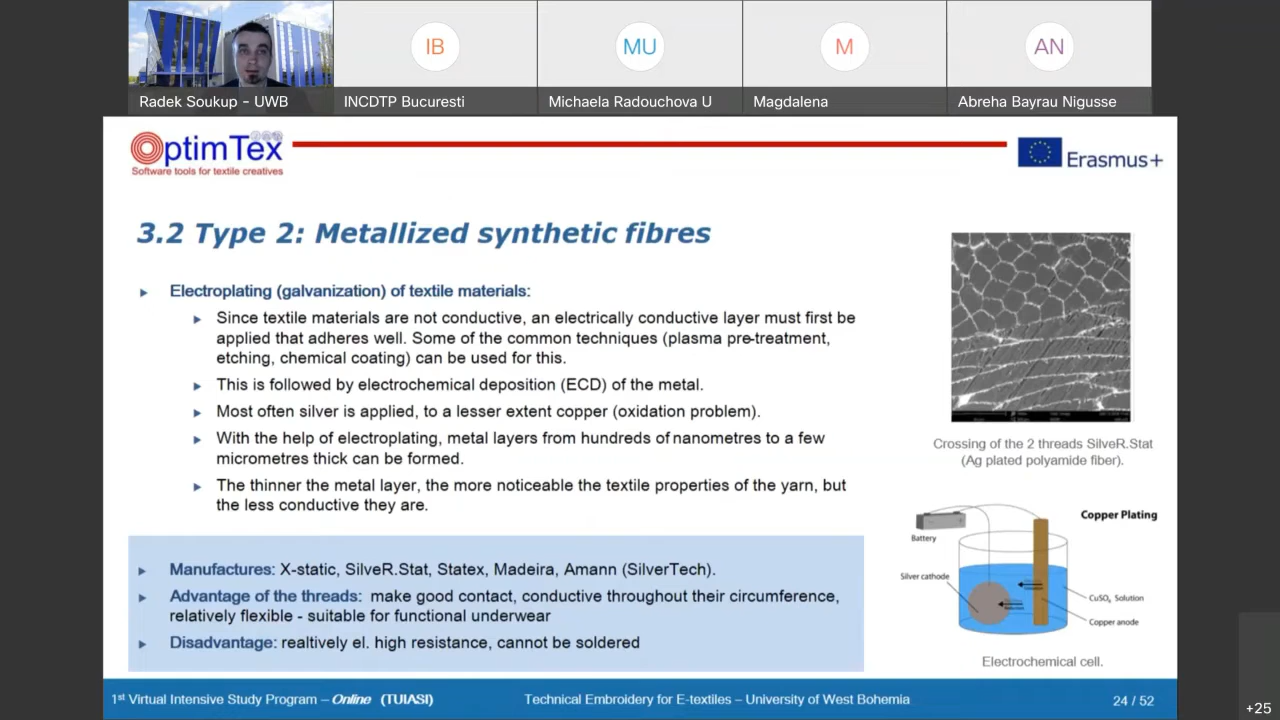 IB
MU
M
AN
Radek Soukup - UWB
INCDTP Bucuresti
Michaela Radouchova U
Magdalena
Abreha Bayrau Nigusse
OptimTex
Software tools for textile creatives
Erasmus+
3.2 Type 2: Metallized synthetic fibres
Electroplating (galvanization) of textile materials:
Since textile materials are not conductive, an electrically conductive layer must first be
applied that adheres well. Some of the common techniques (plasma pre-treatment,
etching, chemical coating) can be used for this.
This is followed by electrochemical deposition (ECD) of the metal.
Most often silver is applied, to a lesser extent copper (oxidation problem).
With the help of electroplating, metal layers from hundreds of nanometres to a few
micrometres thick can be formed.
The thinner the metal layer, the more noticeable the textile properties of the yarn, but
the less conductive they are.
Crossing of the 2 threads SilveR.Stat
(Ag plated polyamide fiber).
Copper Plating
Battery
Silver cathode
CuSO₄ Solution
Copper anode
Electrochemical cell.
Manufactures: X-static, SilveR.Stat, Statex, Madeira, Amann (SilverTech).
Advantage of the threads: make good contact, conductive throughout their circumference,
relatively flexible - suitable for functional underwear
Disadvantage: realtively el. high resistance, cannot be soldered
1st Virtual Intensive Study Program – Online (TUIASI)
Technical Embroidery for E-textiles – University of West Bohemia
24 / 52
+25